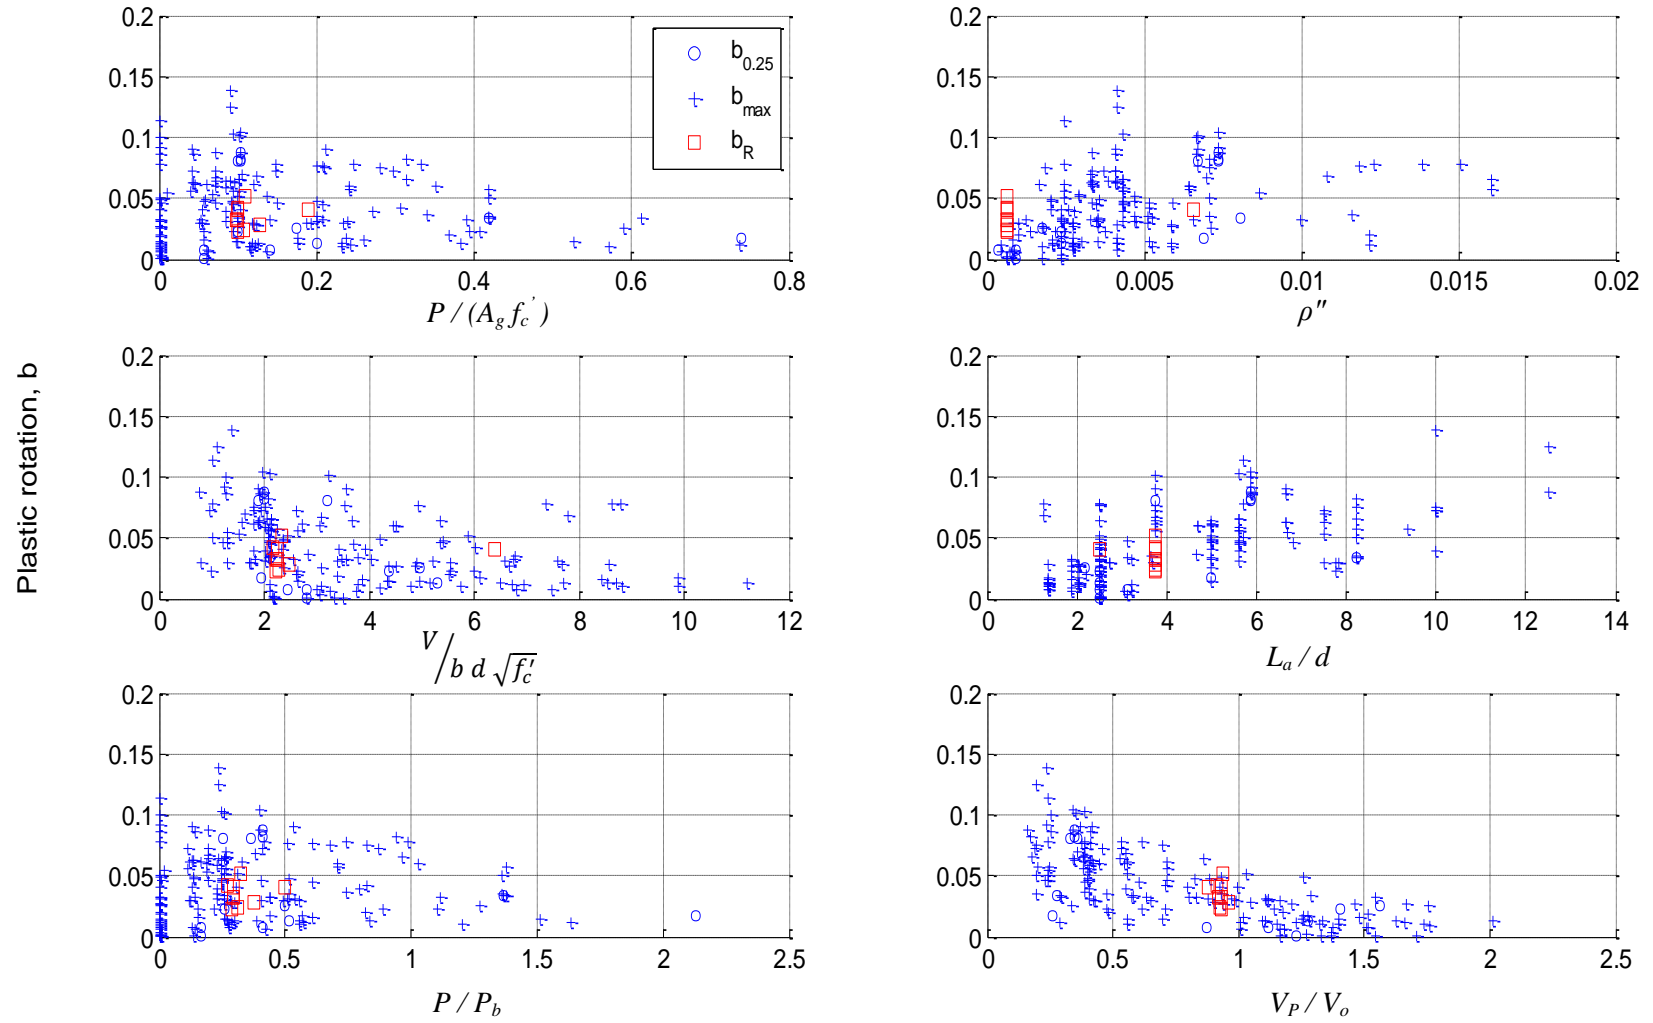 0.2
0.15
0.1
0.05
0
0 0.2 0.4 0.6 0.8
P / (A_g f_c')
b_0.25
b_max
b_R
0.2
0.15
0.1
0.05
0
0 0.005 0.01 0.015 0.02
ρ″
Plastic rotation, b
0.2
0.15
0.1
0.05
0
0 2 4 6 8 10 12
V/b d √f_c′
0.2
0.15
0.1
0.05
0
0 2 4 6 8 10 12 14
L_a / d
0.2
0.15
0.1
0.05
0
0 0.5 1 1.5 2 2.5
P / P_b
0.2
0.15
0.1
0.05
0
0 0.5 1 1.5 2 2.5
V_P / V_o